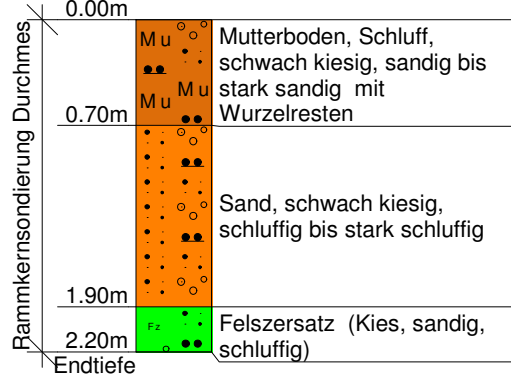 0.00m
Mu
Mu
Mu
Mutterboden, Schluff,
schwach kiesig, sandig bis
stark sandig mit
Wurzelresten
0.70m
Sand, schwach kiesig,
schluffig bis stark schluffig
1.90m
Fz
Felszersatz (Kies, sandig,
schluffig)
2.20m
Endtiefe
Rammkernsondierung Durchmes